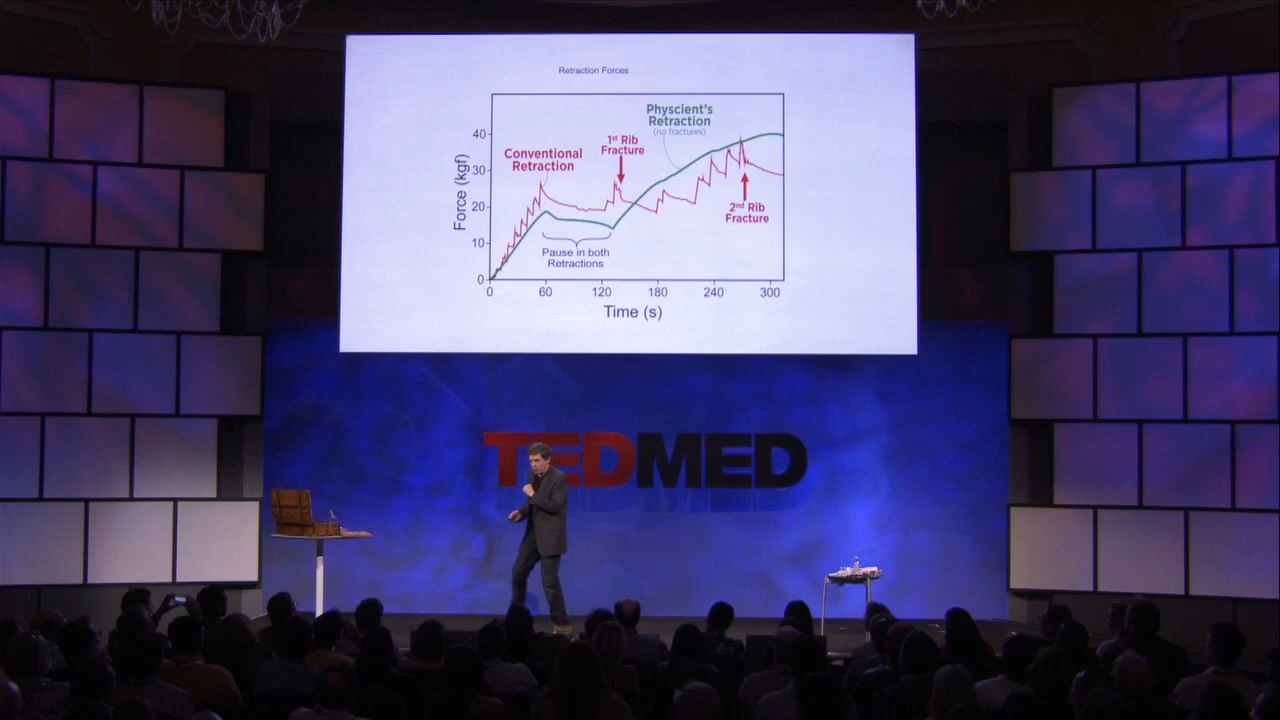 Retraction Forces
Physcient's
Retraction
(no fractures)
1st Rib
Fracture
Conventional
Retraction
2nd Rib
Fracture
Pause in both
Retractions
Force (kgf)
40
30
20
10
0
0 60 120 180 240 300
Time (s)
TEDMED